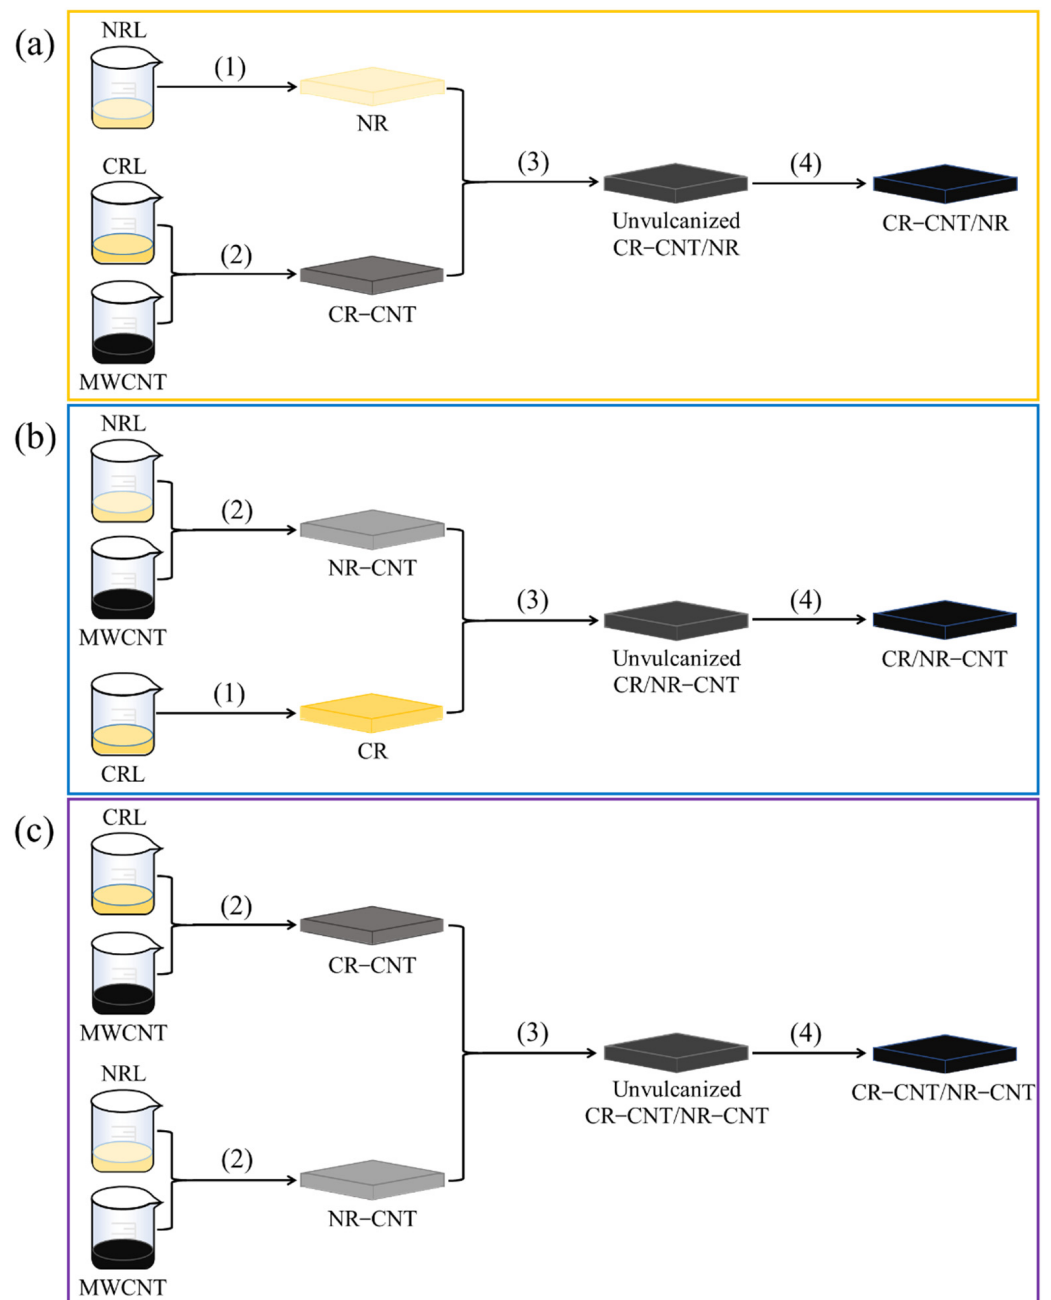 (a)
NRL
(1)
NR
CRL
(2)
CR−CNT
MWCNT
(3)
Unvulcanized
CR−CNT/NR
(4)
CR−CNT/NR
(b)
NRL
(2)
NR−CNT
MWCNT
(1)
CR
CRL
(3)
Unvulcanized
CR/NR−CNT
(4)
CR/NR−CNT
(c)
CRL
(2)
CR−CNT
MWCNT
NRL
(2)
NR−CNT
MWCNT
(3)
Unvulcanized
CR−CNT/NR−CNT
(4)
CR−CNT/NR−CNT